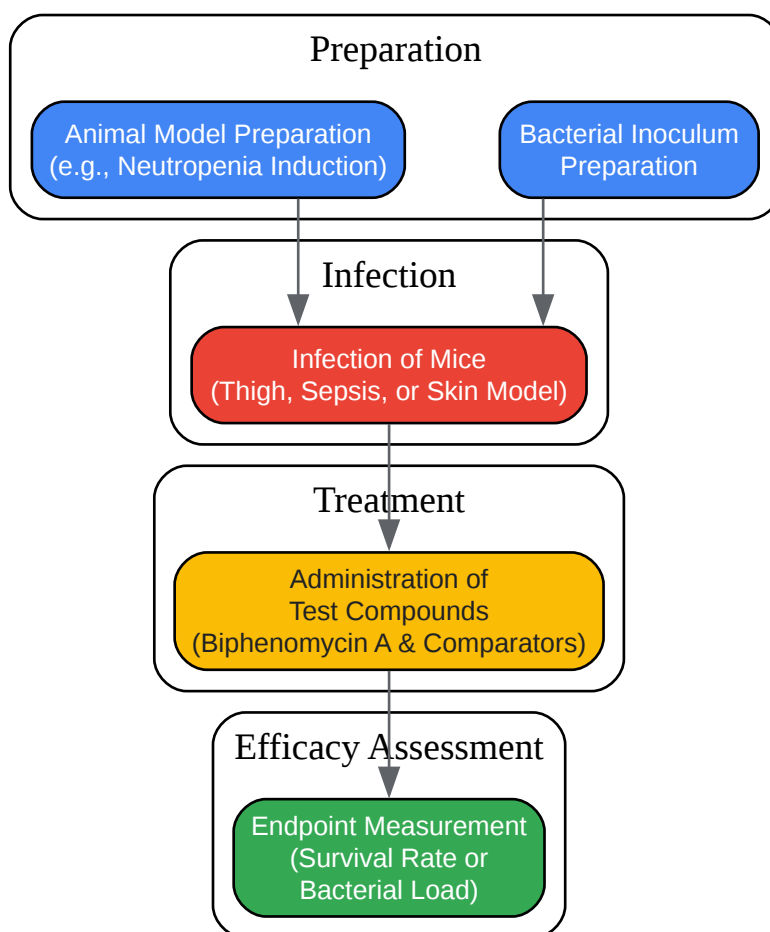 Preparation
Animal Model Preparation
(e.g., Neutropenia Induction)
Bacterial Inoculum
Preparation
Infection
Infection of Mice
(Thigh, Sepsis, or Skin Model)
Treatment
Administration of
Test Compounds
(Biphenomycin A & Comparators)
Efficacy Assessment
Endpoint Measurement
(Survival Rate or
Bacterial Load)